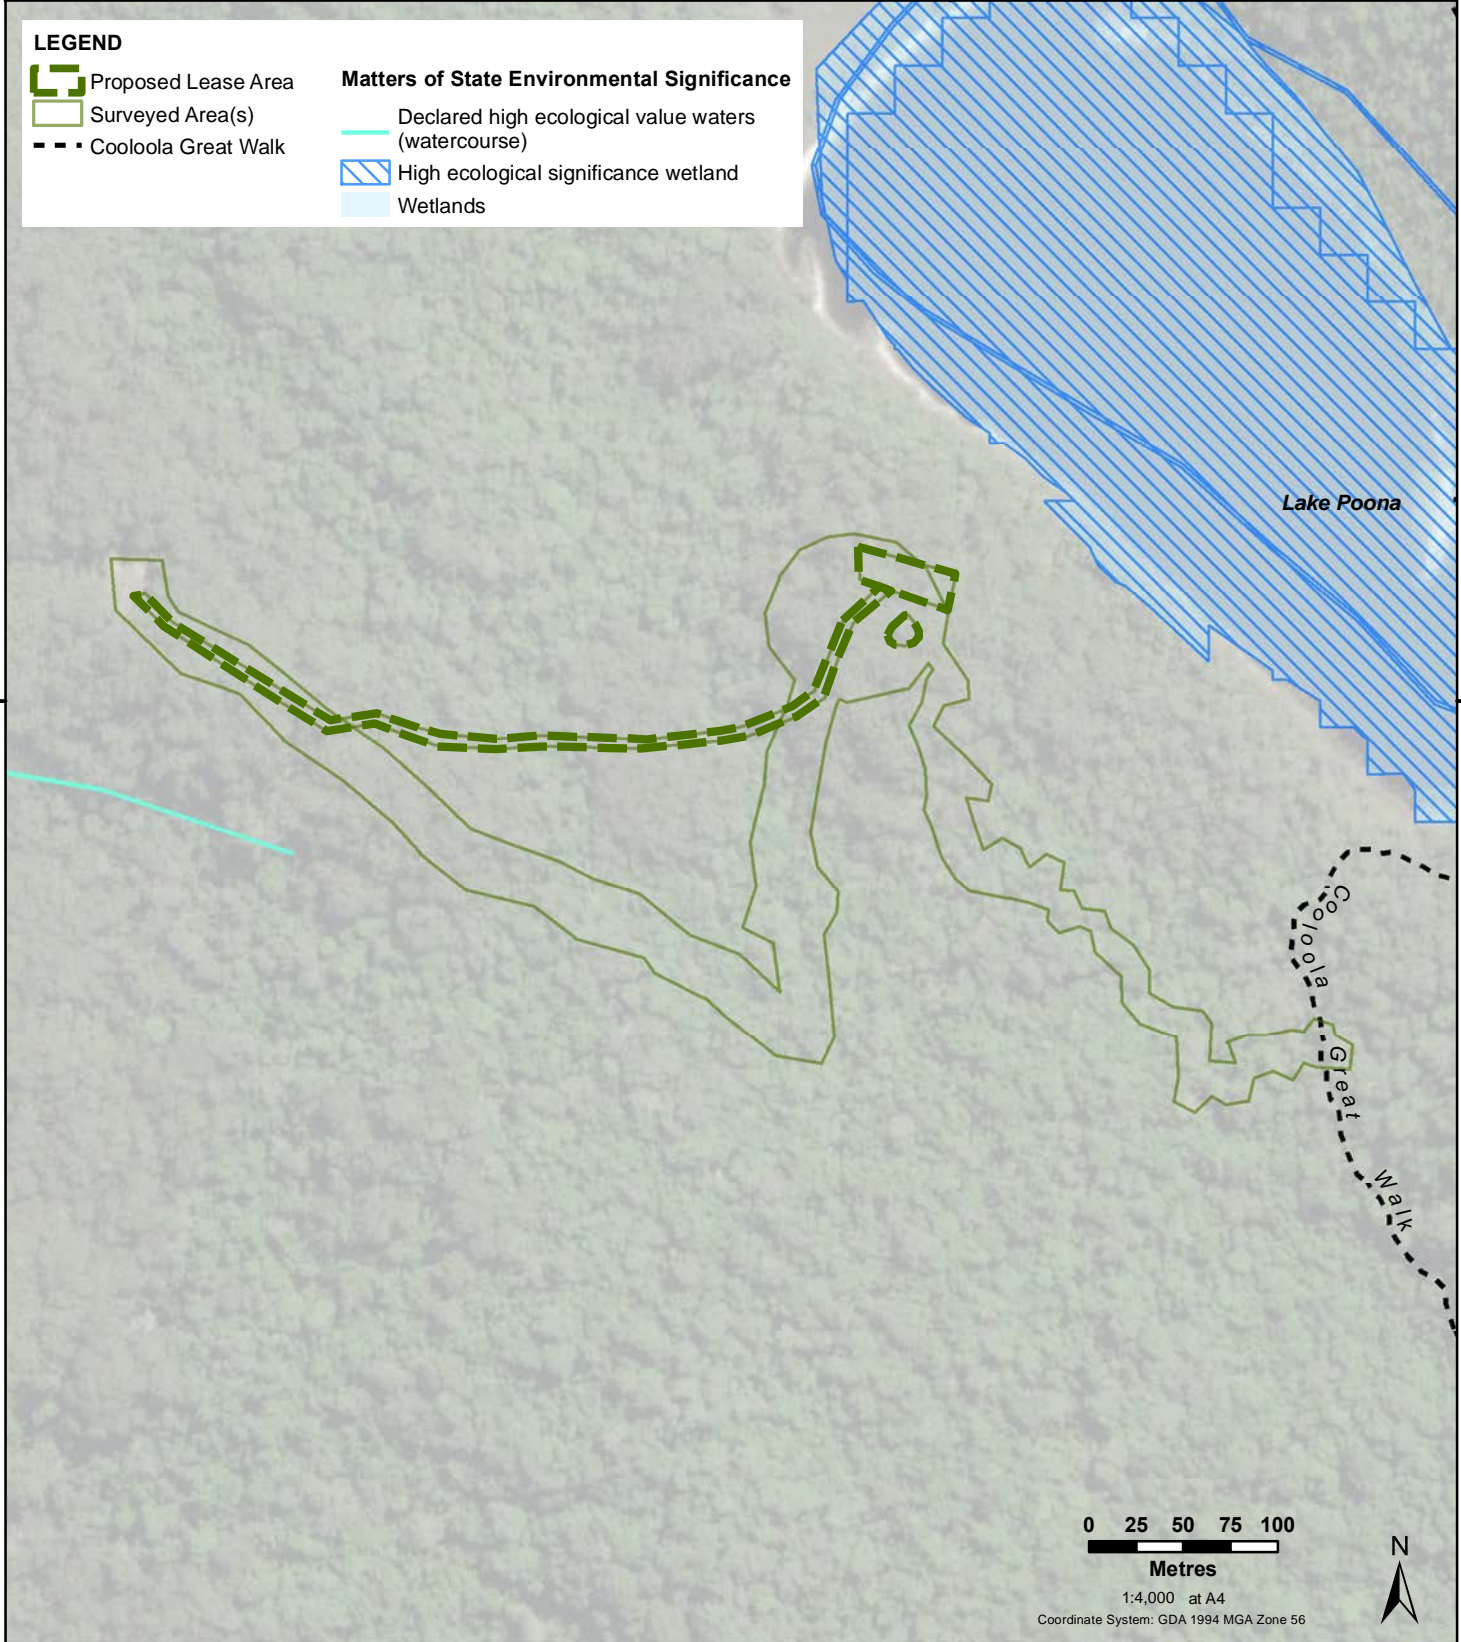 LEGEND
Proposed Lease Area
Surveyed Area(s)
Cooloola Great Walk
Matters of State Environmental Significance
Declared high ecological value waters
(watercourse)
High ecological significance wetland
Wetlands
Lake Poona
Cooloola Great Walk
0 25 50 75 100
Metres
1:4,000 at A4
Coordinate System: GDA 1994 MGA Zone 56
N